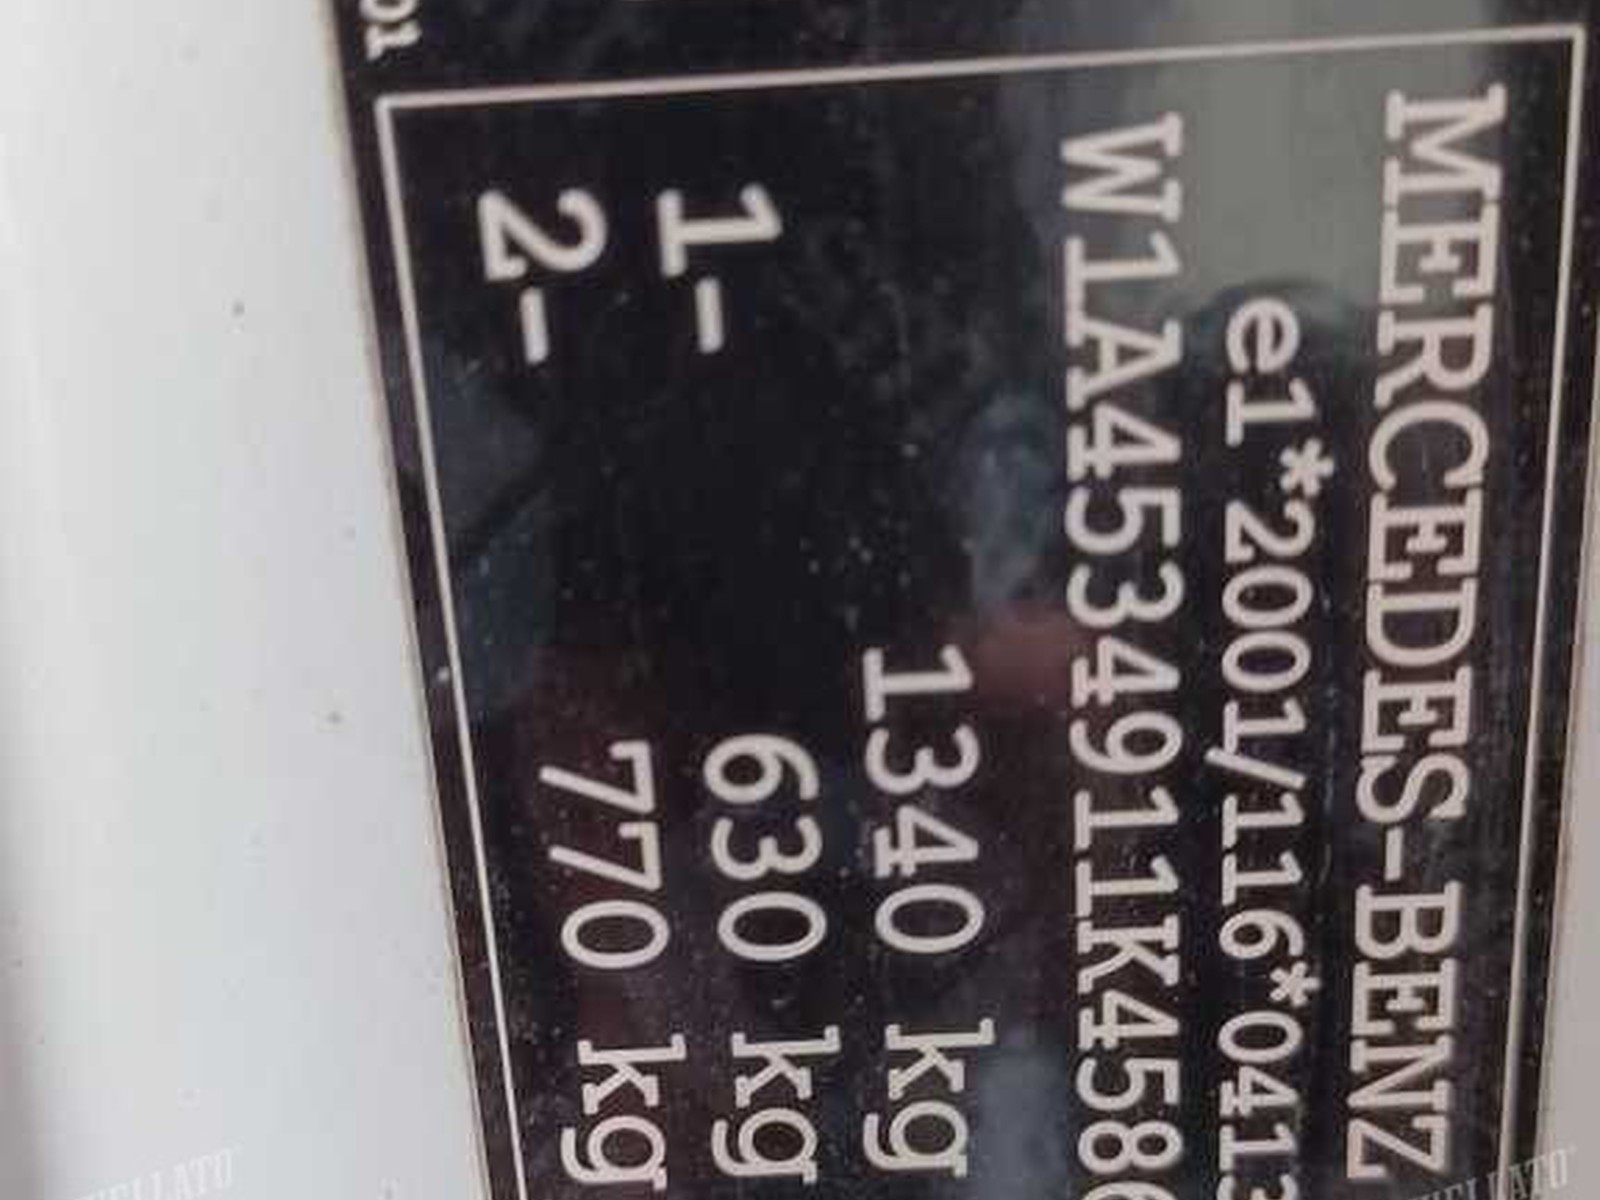 MERCEDES-BENZ
e1*2001/116*0413
W1A4534911K4586
1340 kg
1- 630 kg
2- 770 kg